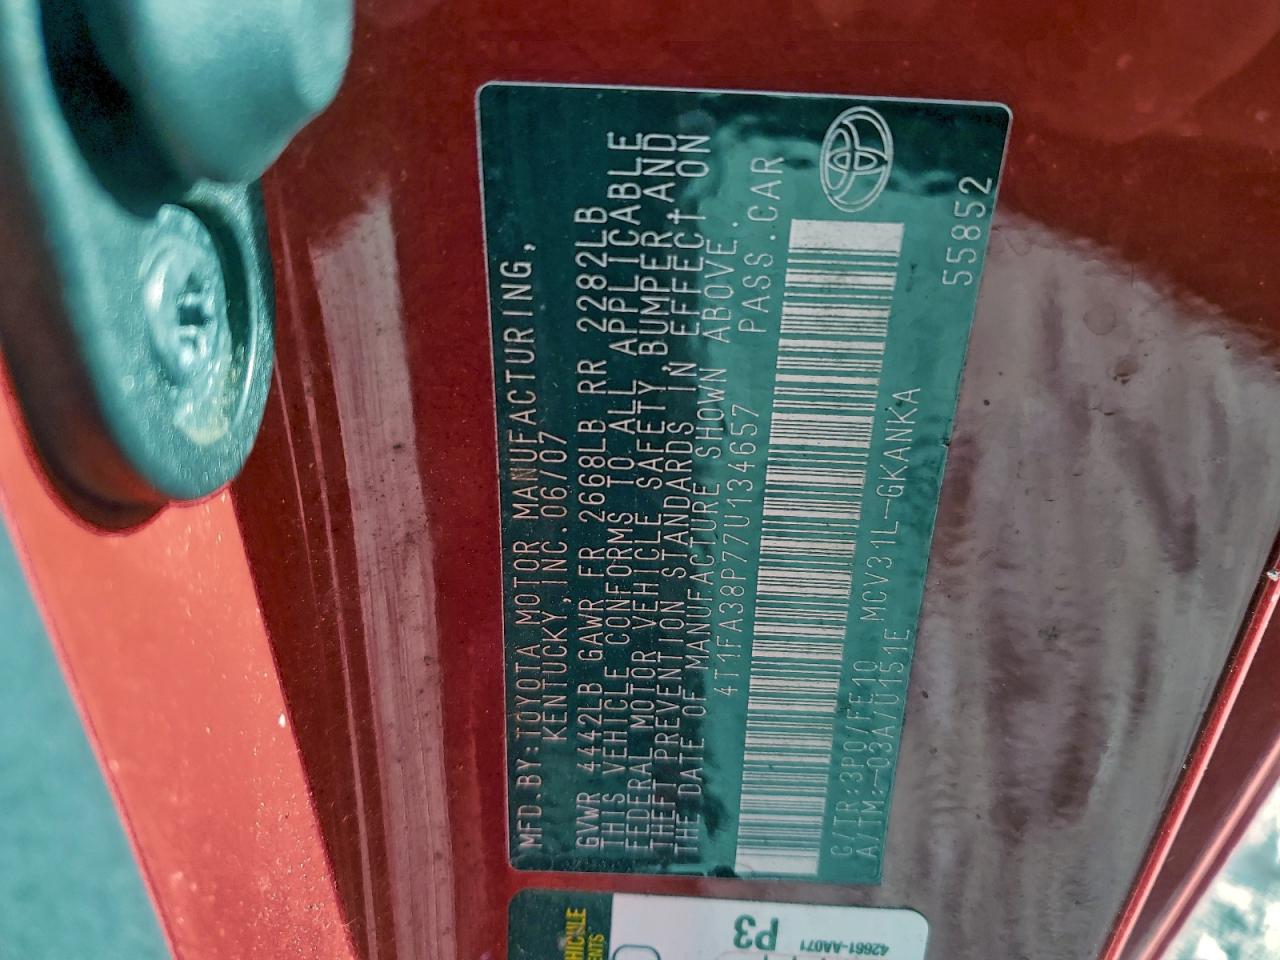 MFD.BY:TOYOTA MOTOR MANUFACTURING,
KENTUCKY,INC. 06/07
GVWR 4442LB GAWR FR 2668LB RR 2282LB
THIS VEHICLE CONFORMS TO ALL APPLICABLE
FEDERAL MOTOR VEHICLE SAFETY,BUMPER,AND
THEFT PREVENTION STANDARDS IN EFFECT ON
THE DATE OF MANUFACTURE SHOWN ABOVE.
4T1FA38P77U134657 PASS.CAR
C/TR:3P0/FE10 MCV31L-GKANKA
A/TM:-03A/U151E
55852
P3
42661-AA071